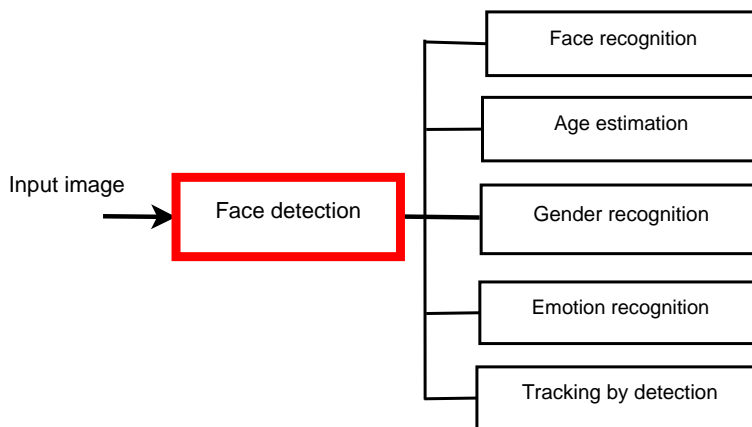 Input image
Face detection
Face recognition
Age estimation
Gender recognition
Emotion recognition
Tracking by detection